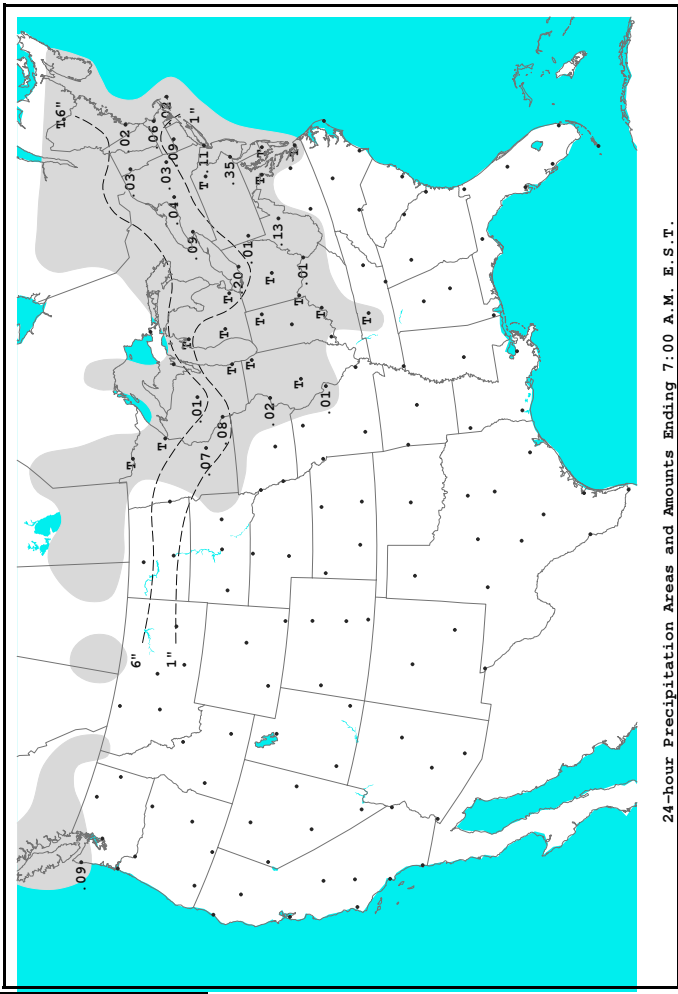 T 6"
.09
.02
.03
T
6"
.06
T
.02
.03
1"
.09
.04
T
.09
1"
.01
.11
T
.07
.08
T
T
.35
T
.20
.01
T
T
T
T
T
.02
.13
T
T
T
.01
T
.01
T
24-hour Precipitation Areas and Amounts Ending 7:00 A.M. E.S.T.